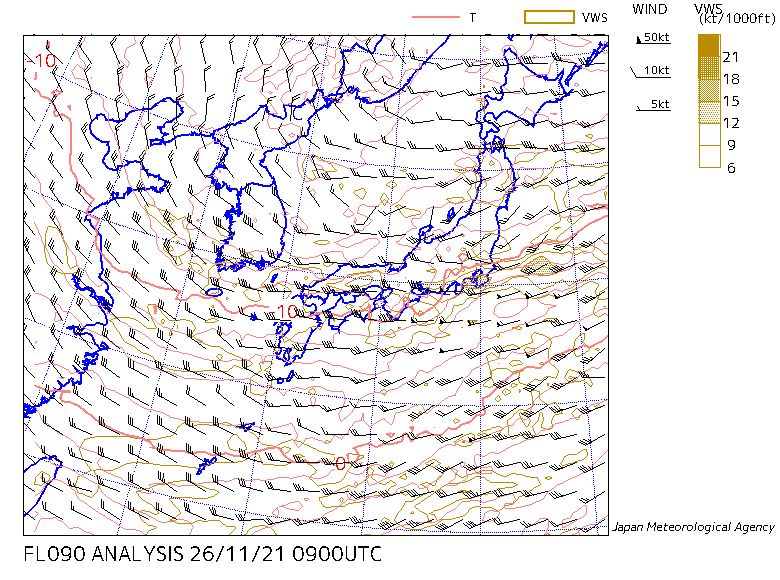 T
VWS
WIND
VWS
(kt/1000ft)
50kt
10kt
5kt
21
18
15
12
9
6
-10
C
-10
0
Japan Meteorological Agency
FL090 ANALYSIS 26/11/21 0900UTC